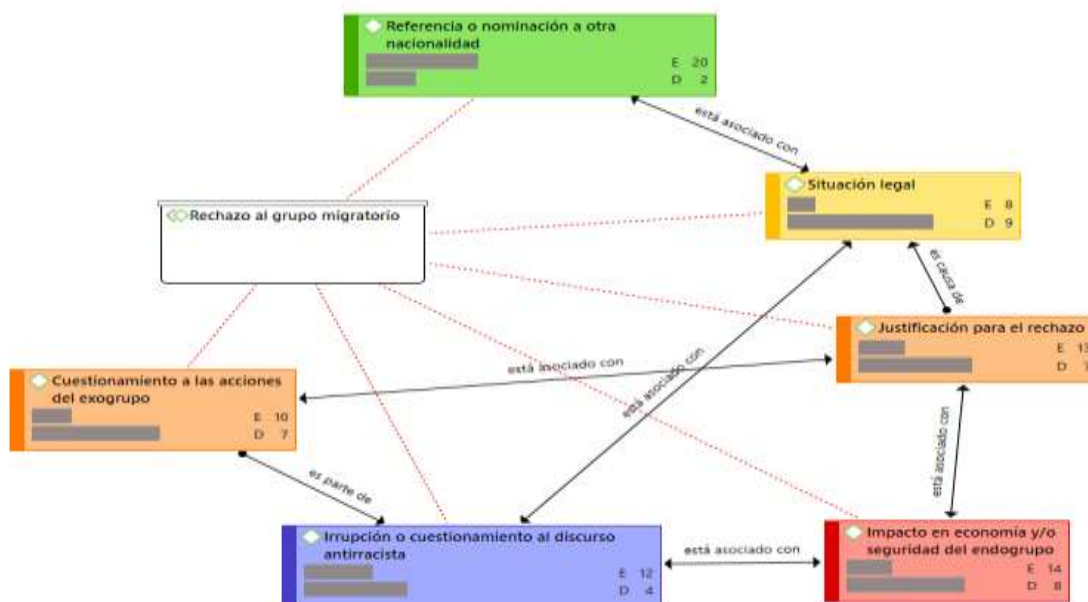 Referencia o nominación a otra
nacionalidad
E 20
D 2
está asociado con
Situación legal
E 8
D 9
Rechazo al grupo migratorio
es causa de
Justificación para el rechazo
E 13
D 7
está asociado con
está asociado con
Cuestionamiento a las acciones
del exogrupo
E 10
D 7
está asociado con
es parte de
Irrupción o cuestionamiento al discurso
antirracista
E 12
D 4
está asociado con
Impacto en economía y/o
seguridad del endogrupo
E 14
D 8